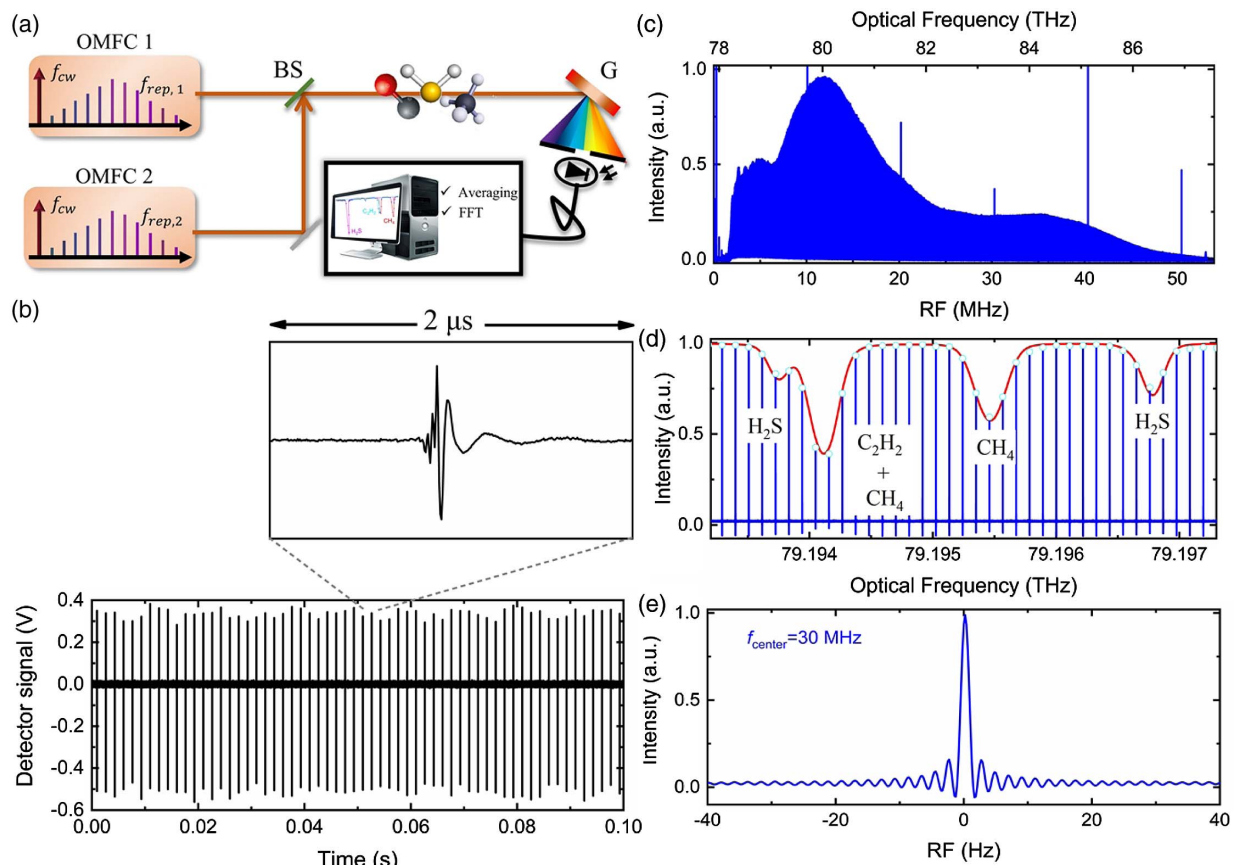 (a)
OMFC 1
f_cw
f_rep, 1
BS
G
OMFC 2
f_cw
f_rep,2
C₂H₂
CH₄
H₂S
✓ Averaging
✓ FFT
(b)
2 μs
Detector signal (V)
0.4
0.2
0.0
-0.2
-0.4
-0.6
0.00 0.02 0.04 0.06 0.08 0.10
Time (s)
(c)
Optical Frequency (THz)
78 80 82 84 86
Intensity (a.u.)
1.0
0.5
0.0
0 10 20 30 40 50
RF (MHz)
(d)
Intensity (a.u.)
1.0
0.5
0.0
H₂S
C₂H₂
+
CH₄
CH₄
H₂S
79.194 79.195 79.196 79.197
Optical Frequency (THz)
(e)
f_center=30 MHz
Intensity (a.u.)
1.0
0.5
0.0
-40 -20 0 20 40
RF (Hz)